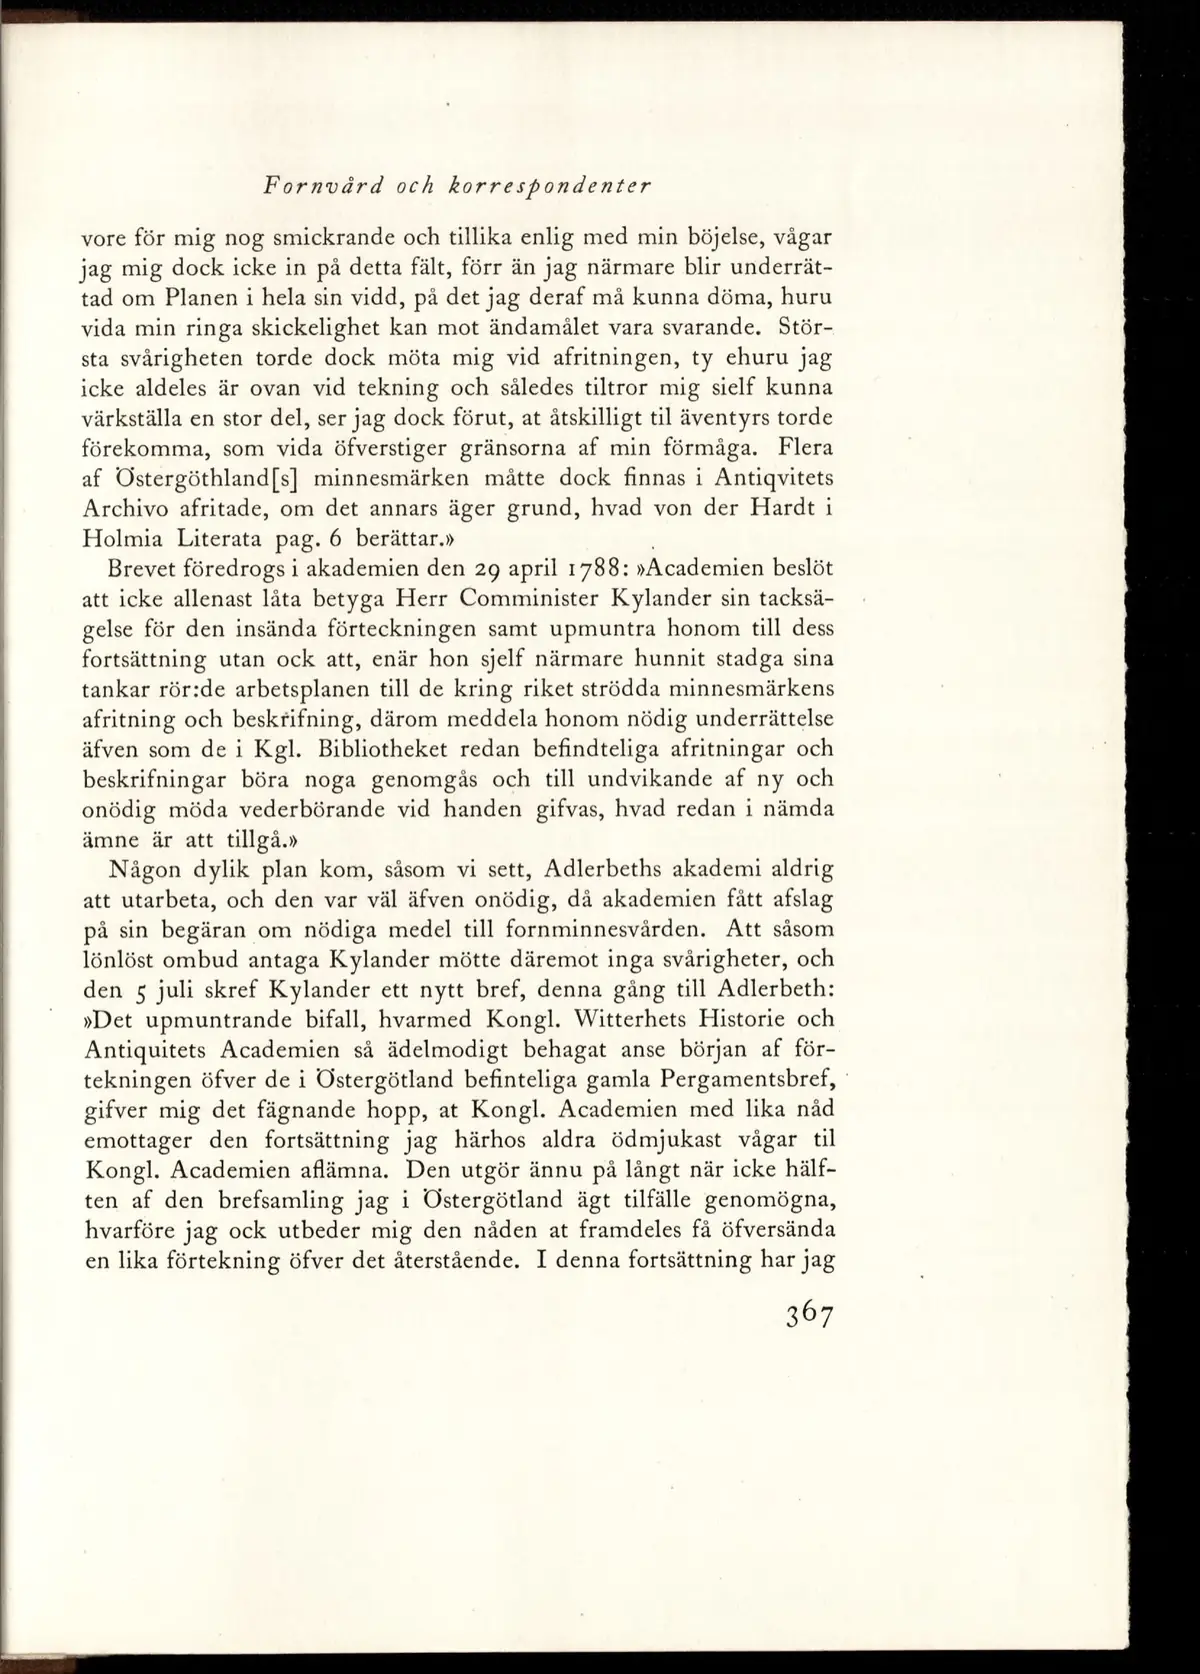 Fornvård och korrespondenter
vore för mig nog smickrande och tillika enlig med min böjelse, vågar
jag mig dock icke in på detta fält, förr än jag närmare blir underrät-
tad om Planen i hela sin vidd, på det jag deraf må kunna döma, huru
vida min ringa skickelighet kan mot ändamålet vara svarande. Stör-
sta svårigheten torde dock möta mig vid afritningen, ty ehuru jag
icke aldeles är ovan vid tekning och således tiltror mig sielf kunna
värkställa en stor del, ser jag dock förut, at åtskilligt til äventyrs torde
förekomma, som vida öfverstiger gränsorna af min förmåga. Flera
af Östergöthland[s] minnesmärken måtte dock finnas i Antiqvitets
Archivo afritade, om det annars äger grund, hvad von der Hardt i
Holmia Literata pag. 6 berättar.»
Brevet föredrogs i akademien den 29 april 1788: »Academien beslöt
att icke allenast låta betyga Herr Comminister Kylander sin tacksä-
gelse för den insända förteckningen samt upmuntra honom till dess
fortsättning utan ock att, enär hon sjelf närmare hunnit stadga sina
tankar rör:de arbetsplanen till de kring riket strödda minnesmärkens
afritning och beskrifning, därom meddela honom nödig underrättelse
äfven som de i Kgl. Bibliotheket redan befindteliga afritningar och
beskrifningar böra noga genomgås och till undvikande af ny och
onödig möda vederbörande vid handen gifvas, hvad redan i nämda
ämne är att tillgå.»
Någon dylik plan kom, såsom vi sett, Adlerbeths akademi aldrig
att utarbeta, och den var väl äfven onödig, då akademien fått afslag
på sin begäran om nödiga medel till fornminnesvården. Att såsom
lönlöst ombud antaga Kylander mötte däremot inga svårigheter, och
den 5 juli skref Kylander ett nytt bref, denna gång till Adlerbeth:
»Det upmuntrande bifall, hvarmed Kongl. Witterhets Historie och
Antiquitets Academien så ädelmodigt behagat anse början af för-
tekningen öfver de i Östergötland befinteliga gamla Pergamentsbref,
gifver mig det fägnande hopp, at Kongl. Academien med lika nåd
emottager den fortsättning jag härhos aldra ödmjukast vågar til
Kongl. Academien aflämna. Den utgör ännu på långt när icke hälf-
ten af den brefsamling jag i Östergötland ägt tilfälle genomögna,
hvarföre jag ock utbeder mig den nåden at framdeles få öfversända
en lika förtekning öfver det återstående. I denna fortsättning har jag
367